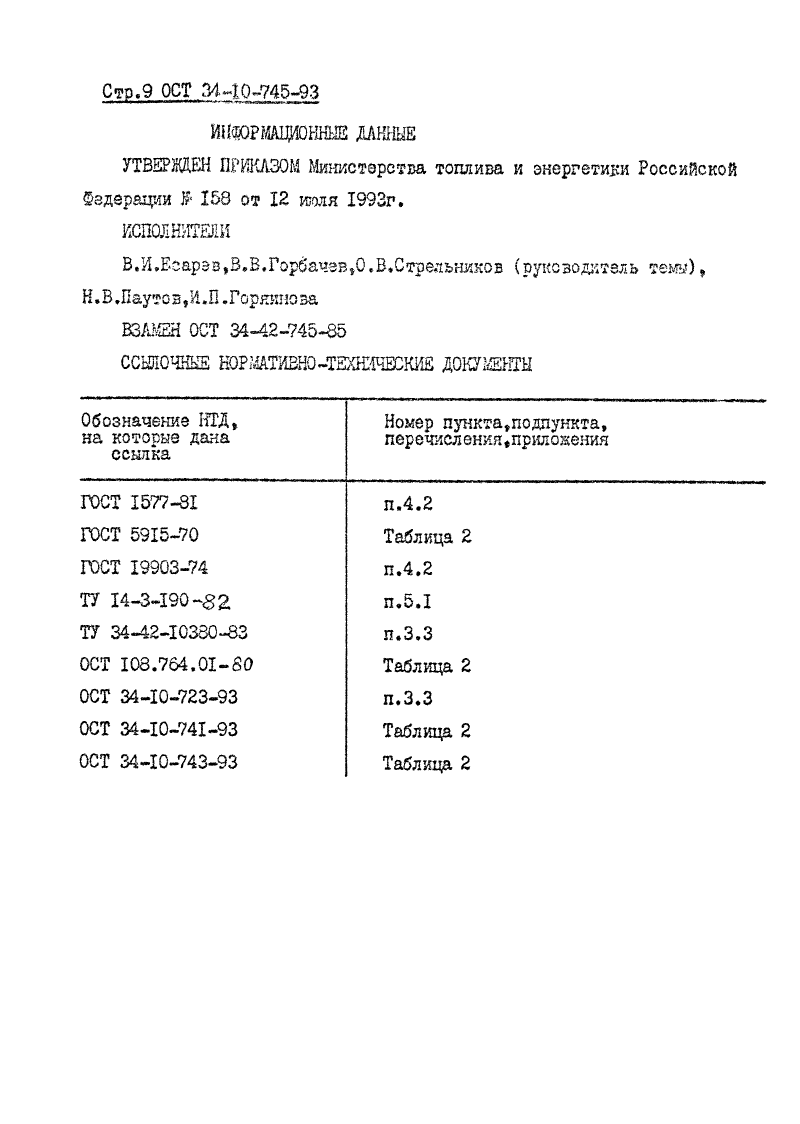 Стр.9 ОСТ 34-10-745-93
ИНФОРМАЦИОННЫЕ ДАННЫЕ
УТВЕРЖДЕН ПРИКАЗОМ Министерства топлива и энергетики Российской
Федерации № 158 от 12 июля 1993г.
ИСПОЛНИТЕЛИ
В.И.Есарев,В.В.Горбачев,О.В.Стрельников (руководитель темы),
Н.В.Паутов,И.П.Горяинова
ВЗАМЕН ОСТ 34-42-745-85
ССЫЛОЧНЫЕ НОРМАТИВНО-ТЕХНИЧЕСКИЕ ДОКУМЕНТЫ
Обозначение НТД, Номер пункта,подпункта,
на которые дана перечисления,приложения
ссылка
ГОСТ 1577-81 п.4.2
ГОСТ 5915-70 Таблица 2
ГОСТ 19903-74 п.4.2
ТУ 14-3-190-82 п.5.1
ТУ 34-42-10380-83 п.3.3
ОСТ 108.764.01-80 Таблица 2
ОСТ 34-10-723-93 п.3.3
ОСТ 34-10-741-93 Таблица 2
ОСТ 34-10-743-93 Таблица 2